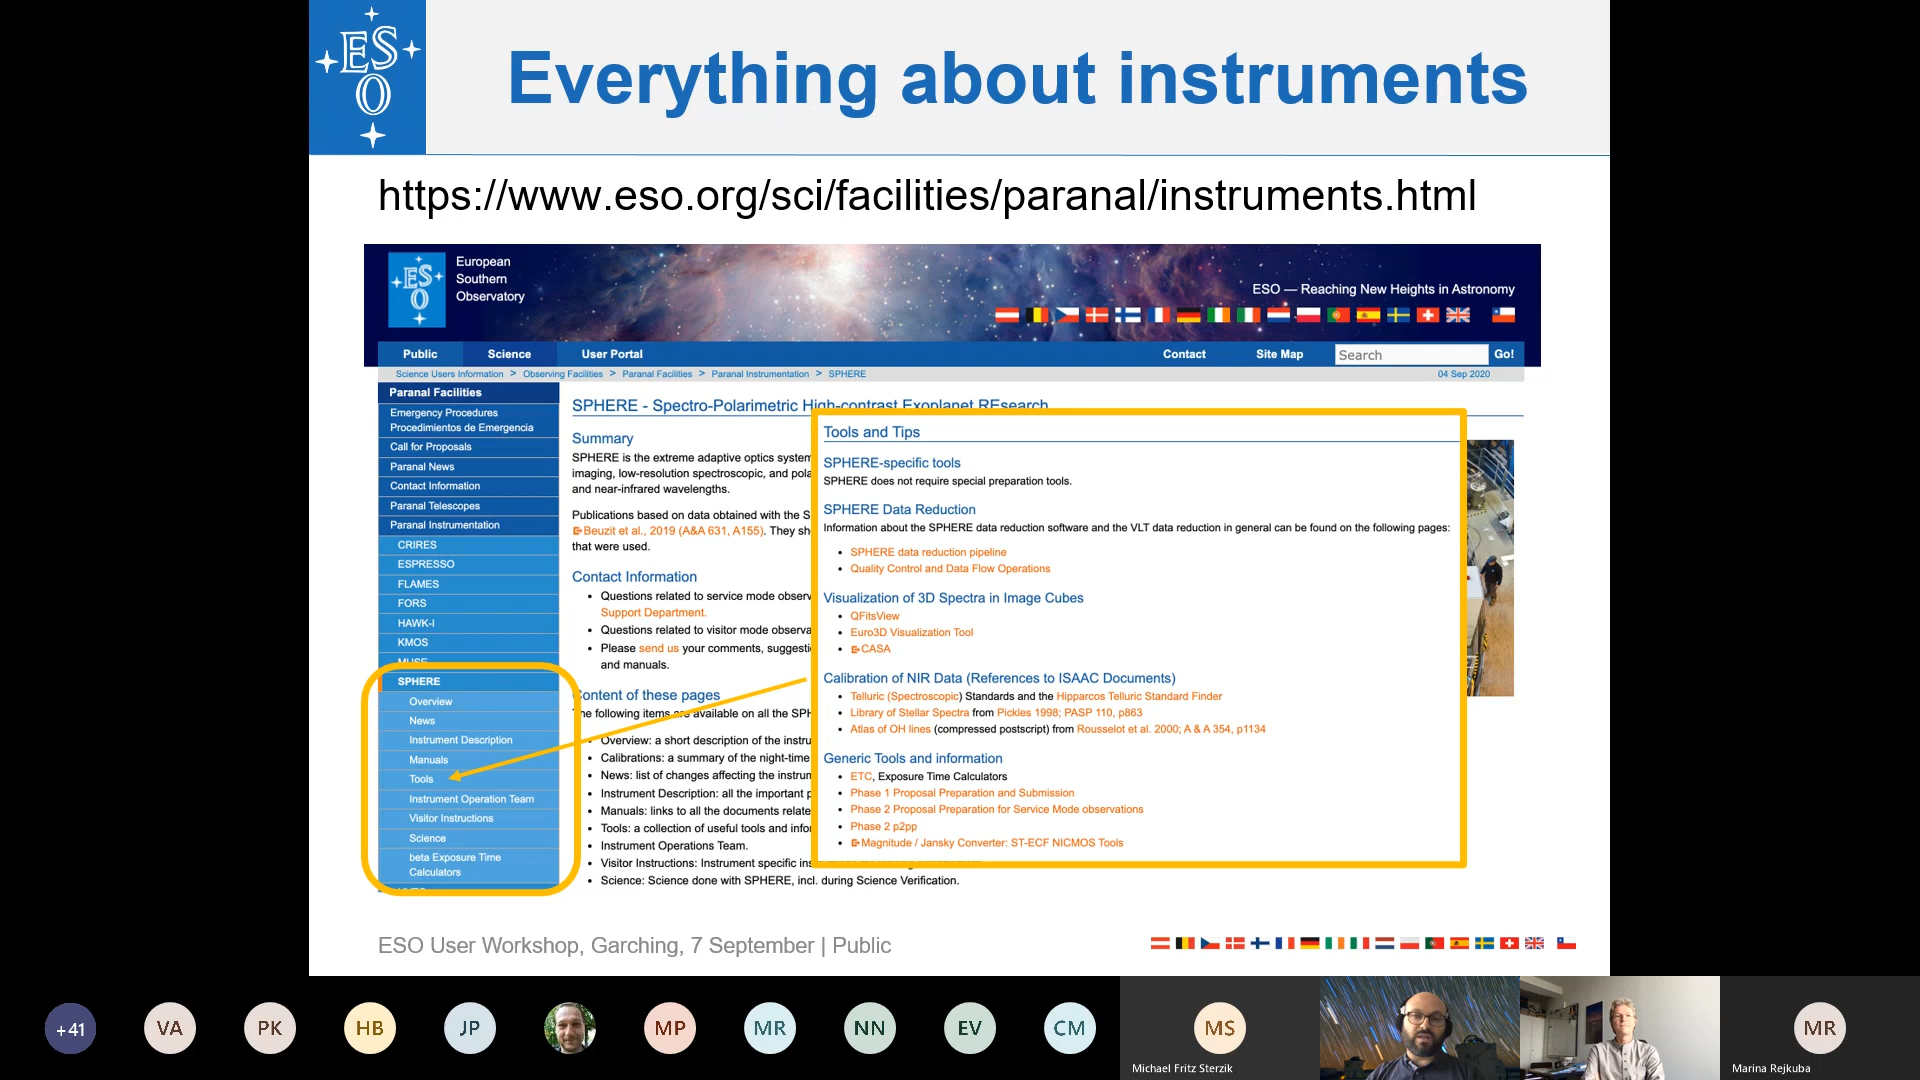 ESO
Everything about instruments
https://www.eso.org/sci/facilities/paranal/instruments.html
ESO
European
Southern
Observatory
ESO — Reaching New Heights in Astronomy
Public Science User Portal Contact Site Map Search Go!
Science Users Information > Observing Facilities > Paranal Facilities > Paranal Instrumentation > SPHERE 04 Sep 2020
Paranal Facilities
Emergency Procedures
Procedimientos de Emergencia
Call for Proposals
Paranal News
Contact Information
Paranal Telescopes
Paranal Instrumentation
CRIRES
ESPRESSO
FLAMES
FORS
HAWK-I
KMOS
MUSE
SPHERE
Overview
News
Instrument Description
Manuals
Tools
Instrument Operation Team
Visitor Instructions
Science
beta Exposure Time
Calculators
SPHERE - Spectro-Polarimetric High-contrast Exoplanet REsearch
Summary
SPHERE is the extreme adaptive optics system
imaging, low-resolution spectroscopic, and pola
and near-infrared wavelengths.
Publications based on data obtained with the S
Beuzit et al., 2019 (A&A 631, A155). They sh
that were used.
Contact Information
• Questions related to service mode observ
Support Department.
• Questions related to visitor mode observa
• Please send us your comments, suggesti
and manuals.
Content of these pages
The following items are available on all the SPH
• Overview: a short description of the instru
• Calibrations: a summary of the night-time
• News: list of changes affecting the instrum
• Instrument Description: all the important p
• Manuals: links to all the documents relate
• Tools: a collection of useful tools and infor
• Instrument Operations Team.
• Visitor Instructions: Instrument specific ins
• Science: Science done with SPHERE, incl. during Science Verification.
Tools and Tips
SPHERE-specific tools
SPHERE does not require special preparation tools.
SPHERE Data Reduction
Information about the SPHERE data reduction software and the VLT data reduction in general can be found on the following pages:
• SPHERE data reduction pipeline
• Quality Control and Data Flow Operations
Visualization of 3D Spectra in Image Cubes
• QFitsView
• Euro3D Visualization Tool
• CASA
Calibration of NIR Data (References to ISAAC Documents)
• Telluric (Spectroscopic) Standards and the Hipparcos Telluric Standard Finder
• Library of Stellar Spectra from Pickles 1998; PASP 110, p863
• Atlas of OH lines (compressed postscript) from Rousselot et al. 2000; A & A 354, p1134
Generic Tools and information
• ETC, Exposure Time Calculators
• Phase 1 Proposal Preparation and Submission
• Phase 2 Proposal Preparation for Service Mode observations
• Phase 2 p2pp
• Magnitude / Jansky Converter: ST-ECF NICMOS Tools
ESO User Workshop, Garching, 7 September | Public
+41 VA PK HB JP MP MR NN EV CM MS MR
Michael Fritz Sterzik Marina Rejkuba